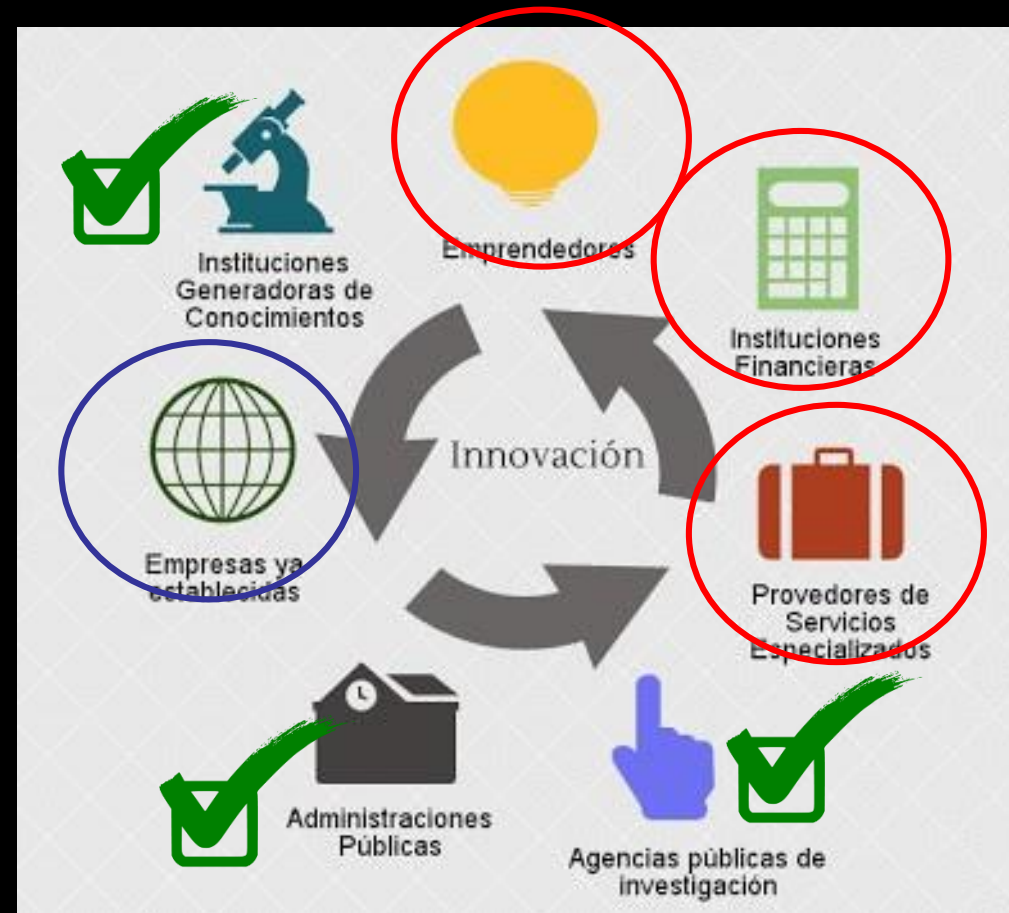 Emprendedores
Instituciones
Generadoras de
Conocimientos
Instituciones
Financieras
Innovación
Empresas ya
establecidas
Provedores de
Servicios
Especializados
Administraciones
Públicas
Agencias públicas de
investigación